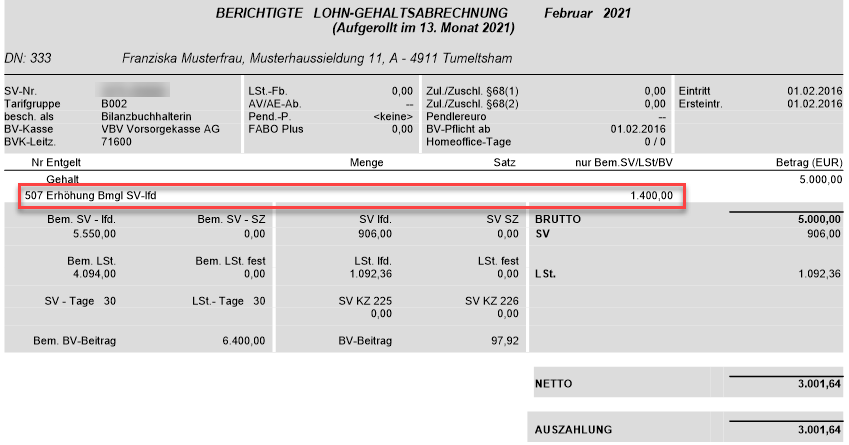 BERICHTIGTE LOHN-GEHALTSABRECHNUNG Februar 2021
(Aufgerollt im 13. Monat 2021)
DN: 333 Franziska Musterfrau, Musterhaussiedlung 11, A - 4911 Tumeltsham
SV-Nr. LSt.-Fb. 0,00 Zul./Zuschl. §68(1) 0,00 Eintritt 01.02.2016
Tarifgruppe B002 AV/AE-Ab. -- Zul./Zuschl. §68(2) 0,00 Ersteintr. 01.02.2016
besch. als Bilanzbuchhalterin Pend.-P. <keine> Pendlereuro --
BV-Kasse VBV Vorsorgekasse AG FABO Plus 0,00 BV-Pflicht ab 01.02.2016
BVK-Leitz. 71600 Homeoffice-Tage 0 / 0
Nr Entgelt Menge Satz nur Bem.SV/LSt/BV Betrag (EUR)
Gehalt 5.000,00
507 Erhöhung Bmgl SV-lfd 1.400,00
Bem. SV - lfd. Bem. SV - SZ SV lfd. SV SZ BRUTTO 5.000,00
5.550,00 0,00 906,00 0,00 SV 906,00
Bem. LSt. Bem. LSt. fest LSt. lfd. LSt. fest
4.094,00 0,00 1.092,36 0,00 LSt. 1.092,36
SV - Tage 30 LSt.- Tage 30 SV KZ 225 SV KZ 226
0,00 0,00
Bem. BV-Beitrag 6.400,00 BV-Beitrag 97,92
NETTO 3.001,64
AUSZAHLUNG 3.001,64